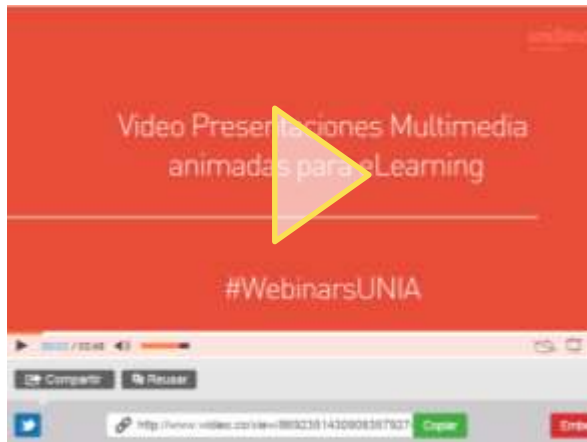 Video Presentaciones Multimedia
animadas para eLearning
#WebinarsUNIA
Compartir Reusar
Copiar